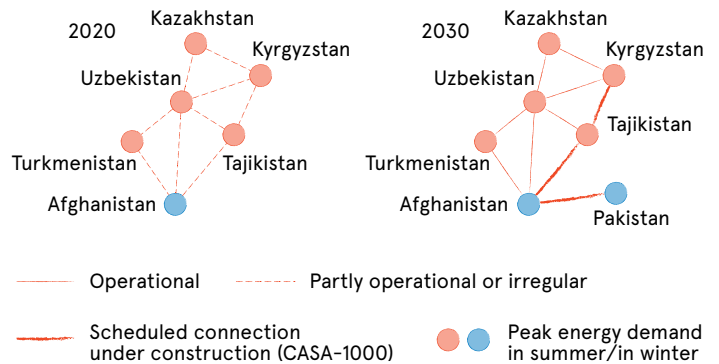 2020
Kazakhstan
Kyrgyzstan
Uzbekistan
Turkmenistan
Tajikistan
Afghanistan
2030
Kazakhstan
Kyrgyzstan
Uzbekistan
Tajikistan
Turkmenistan
Afghanistan
Pakistan
Operational
Partly operational or irregular
Scheduled connection
under construction (CASA-1000)
Peak energy demand
in summer/in winter